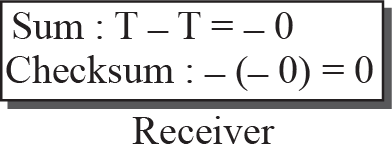 Sum : T – T = – 0
Checksum : – (– 0) = 0
Receiver